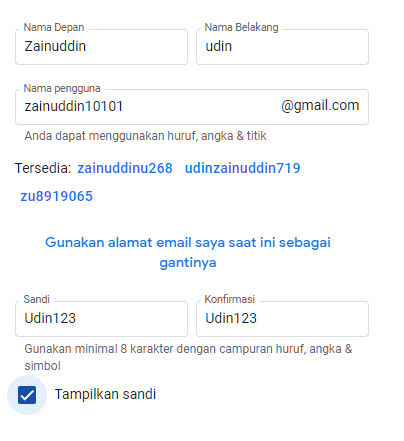 Nama Depan Nama Belakang
Zainuddin udin
Nama pengguna
zainuddin10101 @gmail.com
Anda dapat menggunakan huruf, angka & titik
Tersedia: zainuddinu268 udinzainuddin719
zu8919065
Gunakan alamat email saya saat ini sebagai
gantinya
Sandi Konfirmasi
Udin123 Udin123
Gunakan minimal 8 karakter dengan campuran huruf, angka &
simbol
Tampilkan sandi